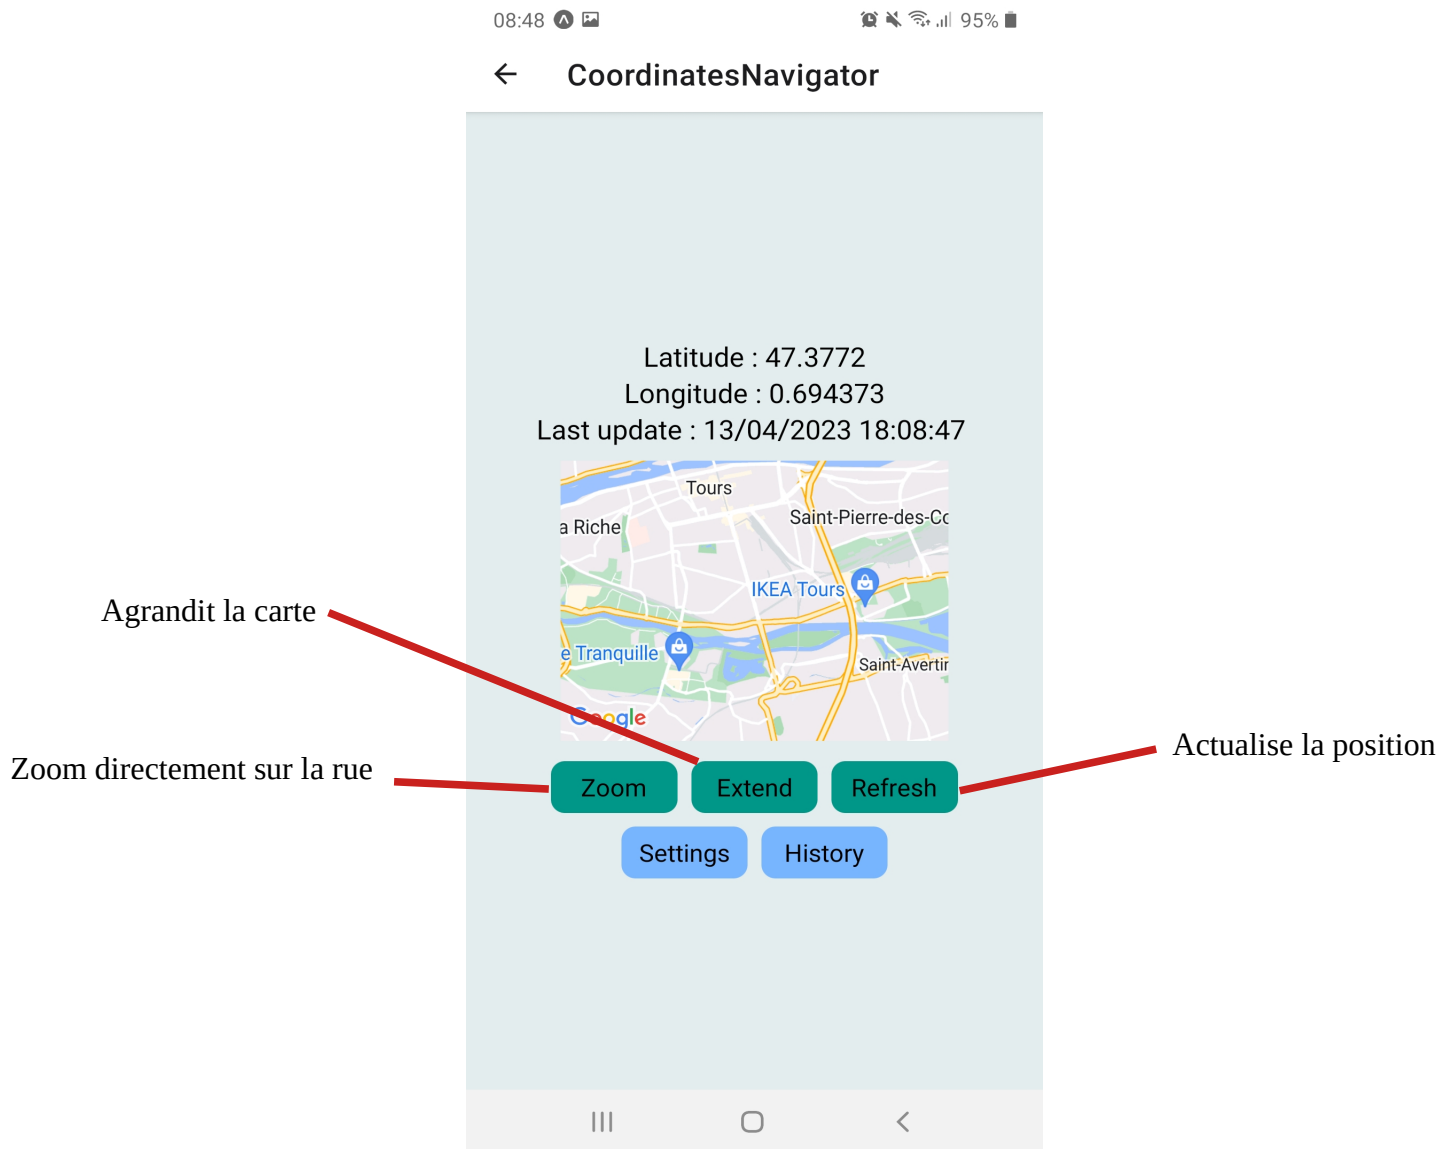 08:48
95%
CoordinatesNavigator
Latitude : 47.3772
Longitude : 0.694373
Last update : 13/04/2023 18:08:47
Tours
Saint-Pierre-des-Co
a Riche
IKEA Tours
Agrandit la carte
e Tranquille
Saint-Avertir
Google
Actualise la position
Zoom directement sur la rue
Zoom
Extend
Refresh
Settings
History